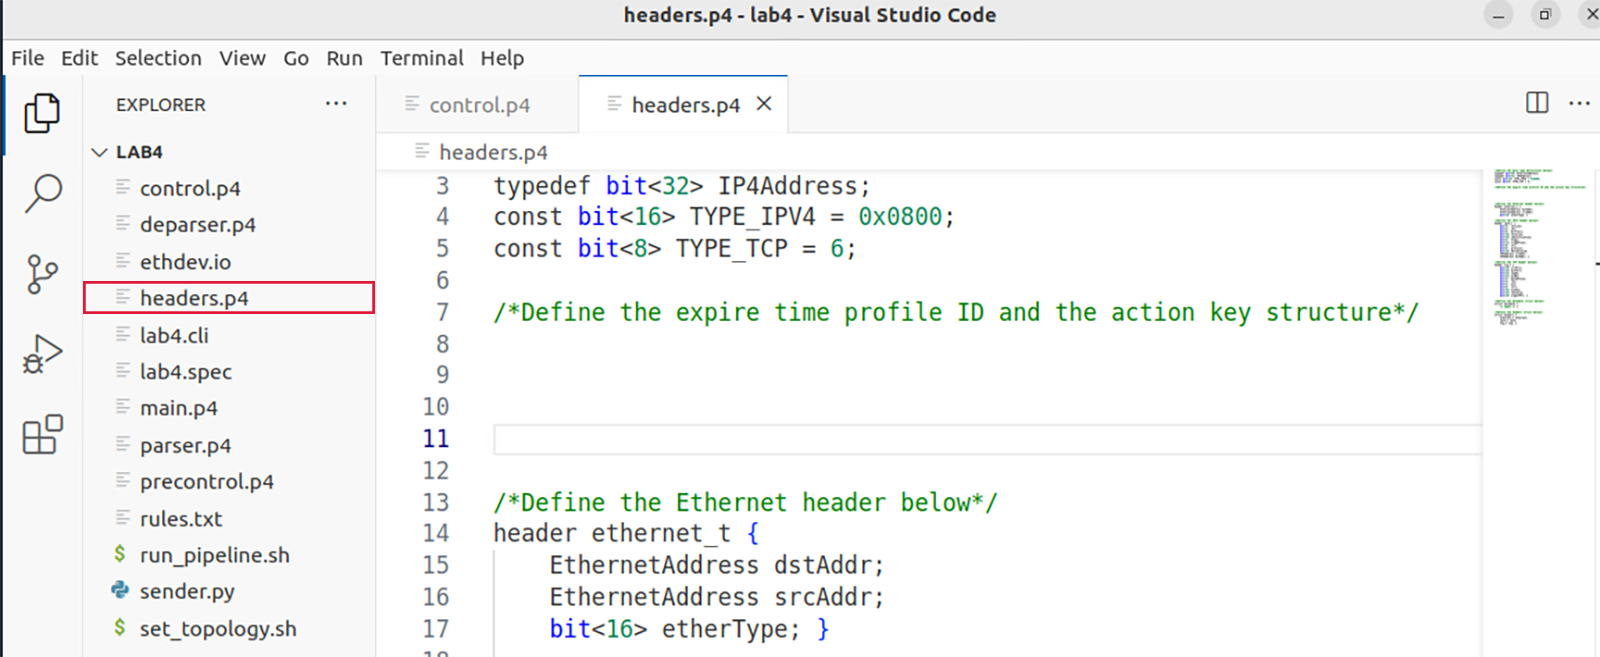 headers.p4 - lab4 - Visual Studio Code
File Edit Selection View Go Run Terminal Help
EXPLORER
LAB4
control.p4
deparser.p4
ethdev.io
headers.p4
lab4.cli
lab4.spec
main.p4
parser.p4
precontrol.p4
rules.txt
$ run_pipeline.sh
sender.py
$ set_topology.sh
control.p4
headers.p4
headers.p4
3 typedef bit<32> IP4Address;
4 const bit<16> TYPE_IPV4 = 0x0800;
5 const bit<8> TYPE_TCP = 6;
6
7 /*Define the expire time profile ID and the action key structure*/
8
9
10
11
12
13 /*Define the Ethernet header below*/
14 header ethernet_t {
15 EthernetAddress dstAddr;
16 EthernetAddress srcAddr;
17 bit<16> etherType; }